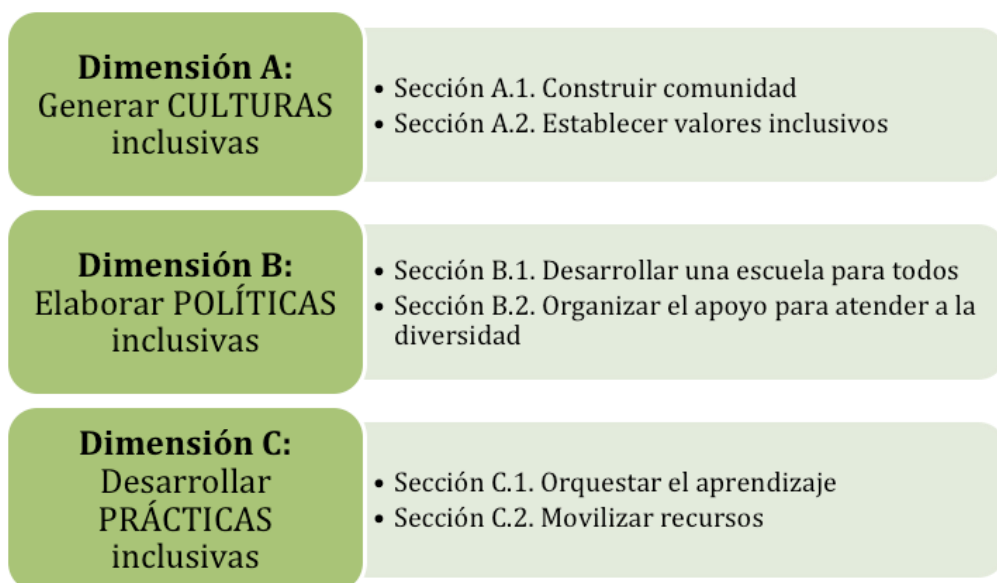 Dimensión A:
Generar CULTURAS
inclusivas
• Sección A.1. Construir comunidad
• Sección A.2. Establecer valores inclusivos
Dimensión B:
Elaborar POLÍTICAS
inclusivas
• Sección B.1. Desarrollar una escuela para todos
• Sección B.2. Organizar el apoyo para atender a la
diversidad
Dimensión C:
Desarrollar
PRÁCTICAS
inclusivas
• Sección C.1. Orquestar el aprendizaje
• Sección C.2. Movilizar recursos